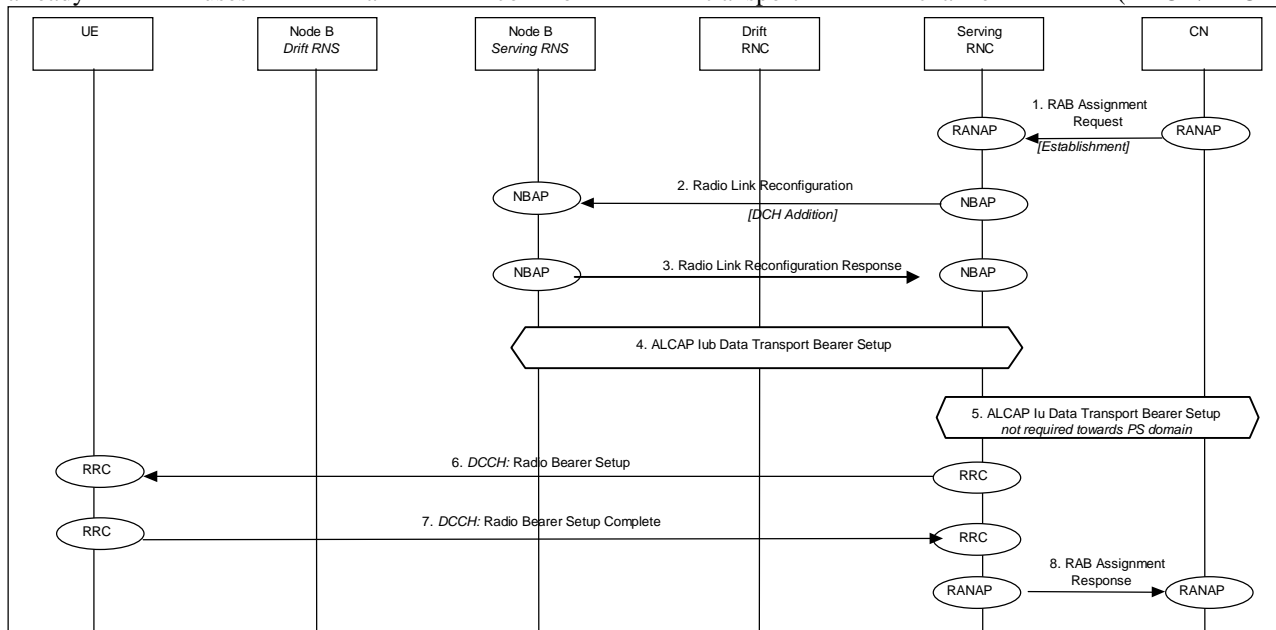 already uses
UE
Node B
Drift RNS
Node B
Serving RNS
Drift
RNC
Serving
RNC
CN
1. RAB Assignment
Request
RANAP
RANAP
[Establishment]
2. Radio Link Reconfiguration
NBAP
NBAP
[DCH Addition]
3. Radio Link Reconfiguration Response
NBAP
NBAP
4. ALCAP Iub Data Transport Bearer Setup
5. ALCAP Iu Data Transport Bearer Setup
not required towards PS domain
6. DCCH: Radio Bearer Setup
RRC
RRC
7. DCCH: Radio Bearer Setup Complete
RRC
RRC
8. RAB Assignment
Response
RANAP
RANAP